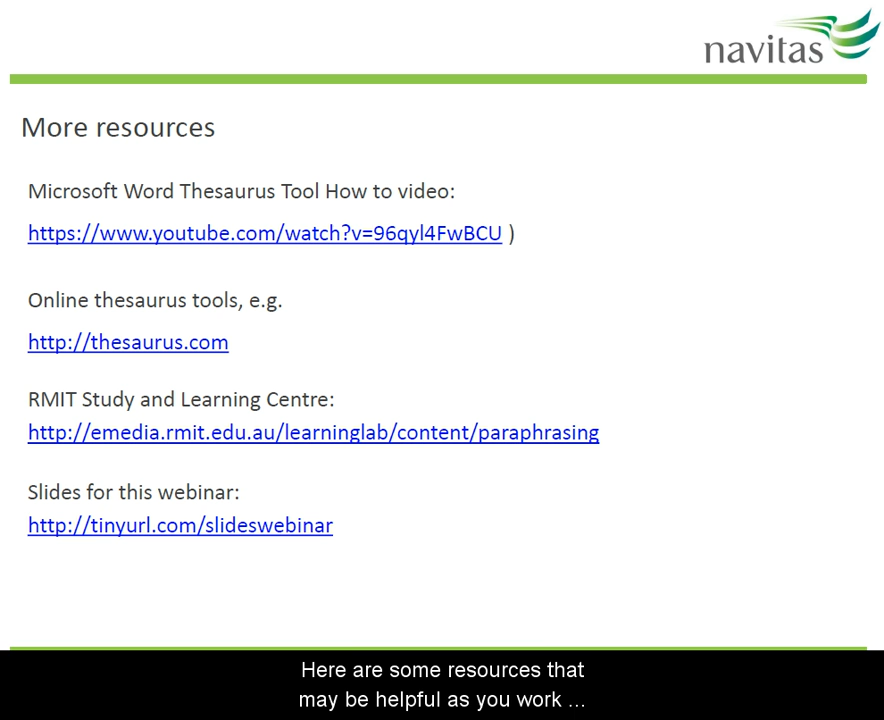 navitas
More resources
Microsoft Word Thesaurus Tool How to video:
https://www.youtube.com/watch?v=96qyl4FwBCU )
Online thesaurus tools, e.g.
http://thesaurus.com
RMIT Study and Learning Centre:
http://emedia.rmit.edu.au/learninglab/content/paraphrasing
Slides for this webinar:
http://tinyurl.com/slideswebinar
Here are some resources that
may be helpful as you work ...